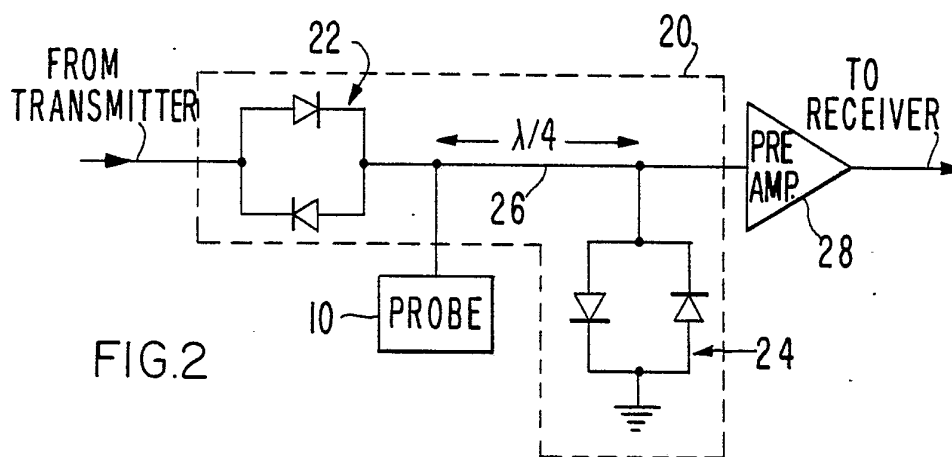 22
20
FROM
TRANSMITTER
TO
RECEIVER
λ/4
PRE
AMP.
26
28
10
PROBE
24
FIG.2